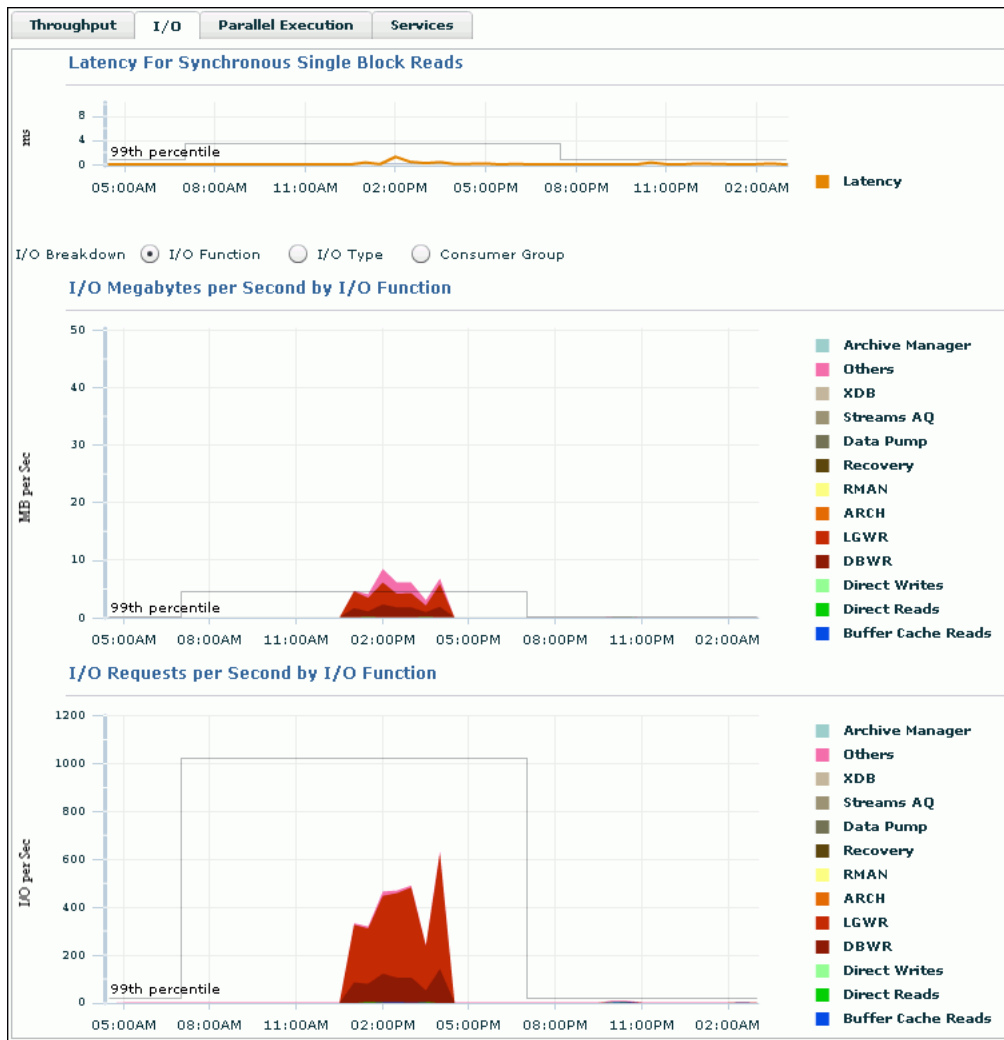 Throughput I/O Parallel Execution Services
Latency For Synchronous Single Block Reads
ms
8
4
0
99th percentile
05:00AM 08:00AM 11:00AM 02:00PM 05:00PM 08:00PM 11:00PM 02:00AM
Latency
I/O Breakdown I/O Function I/O Type Consumer Group
I/O Megabytes per Second by I/O Function
MB per Sec
50
40
30
20
10
0
99th percentile
05:00AM 08:00AM 11:00AM 02:00PM 05:00PM 08:00PM 11:00PM 02:00AM
Archive Manager
Others
XDB
Streams AQ
Data Pump
Recovery
RMAN
ARCH
LGWR
DBWR
Direct Writes
Direct Reads
Buffer Cache Reads
I/O Requests per Second by I/O Function
I/O per Sec
1200
1000
800
600
400
200
0
99th percentile
05:00AM 08:00AM 11:00AM 02:00PM 05:00PM 08:00PM 11:00PM 02:00AM
Archive Manager
Others
XDB
Streams AQ
Data Pump
Recovery
RMAN
ARCH
LGWR
DBWR
Direct Writes
Direct Reads
Buffer Cache Reads